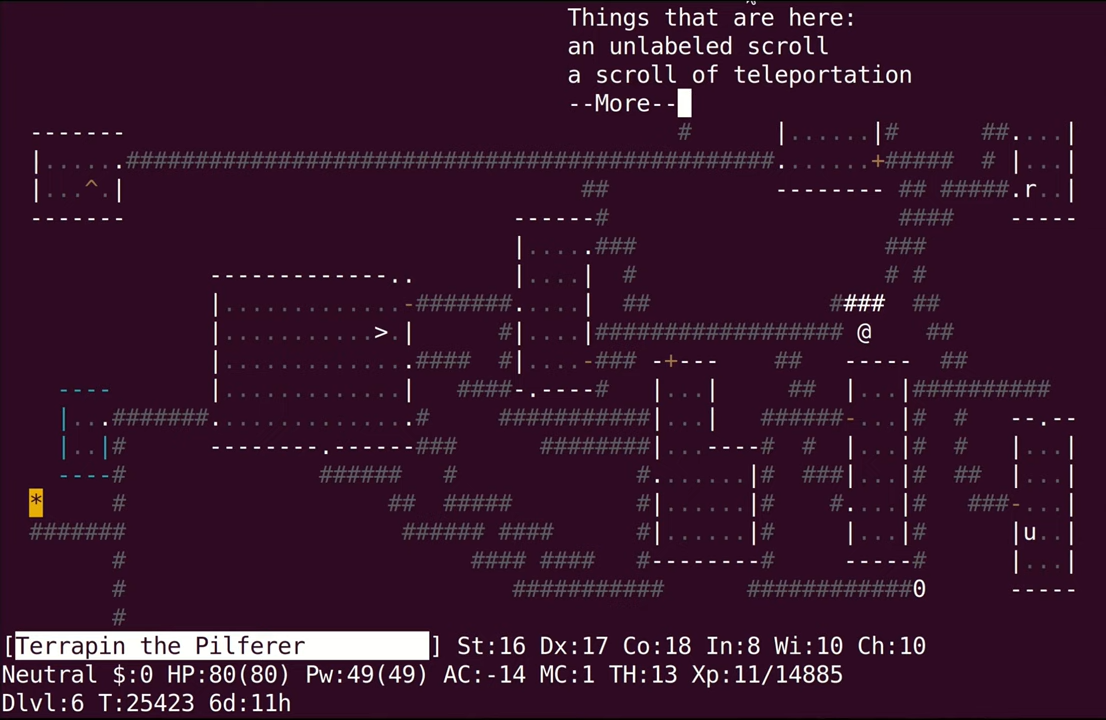 Things that are here:
an unlabeled scroll
a scroll of teleportation
--More--
[Terrapin the Pilferer ] St:16 Dx:17 Co:18 In:8 Wi:10 Ch:10
Neutral $:0 HP:80(80) Pw:49(49) AC:-14 MC:1 TH:13 Xp:11/14885
Dlvl:6 T:25423 6d:11h